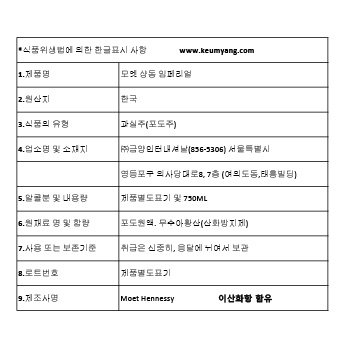 *식품위생법에 의한 한글표시 사항 www.keumyang.com
1.제품명 모엣 샹동 임페리얼
2.원산지 한국
3.식품의 유형 과실주(포도주)
4.업소명 및 소재지 ㈜금양인터내셔날(856-5306) 서울특별시
영등포구 의사당대로8, 7층 (여의도동,태흥빌딩)
5.알콜분 및 내용량 제품별도표기 및 750ML
6.원재료 명 및 함량 포도원액. 무수아황산(산화방지제)
7.사용 또는 보존기준 취급은 신중히, 응달에 뉘여서 보관
8.로트번호 제품별도표기
9.제조사명 Moet Hennessy 이산화황 함유